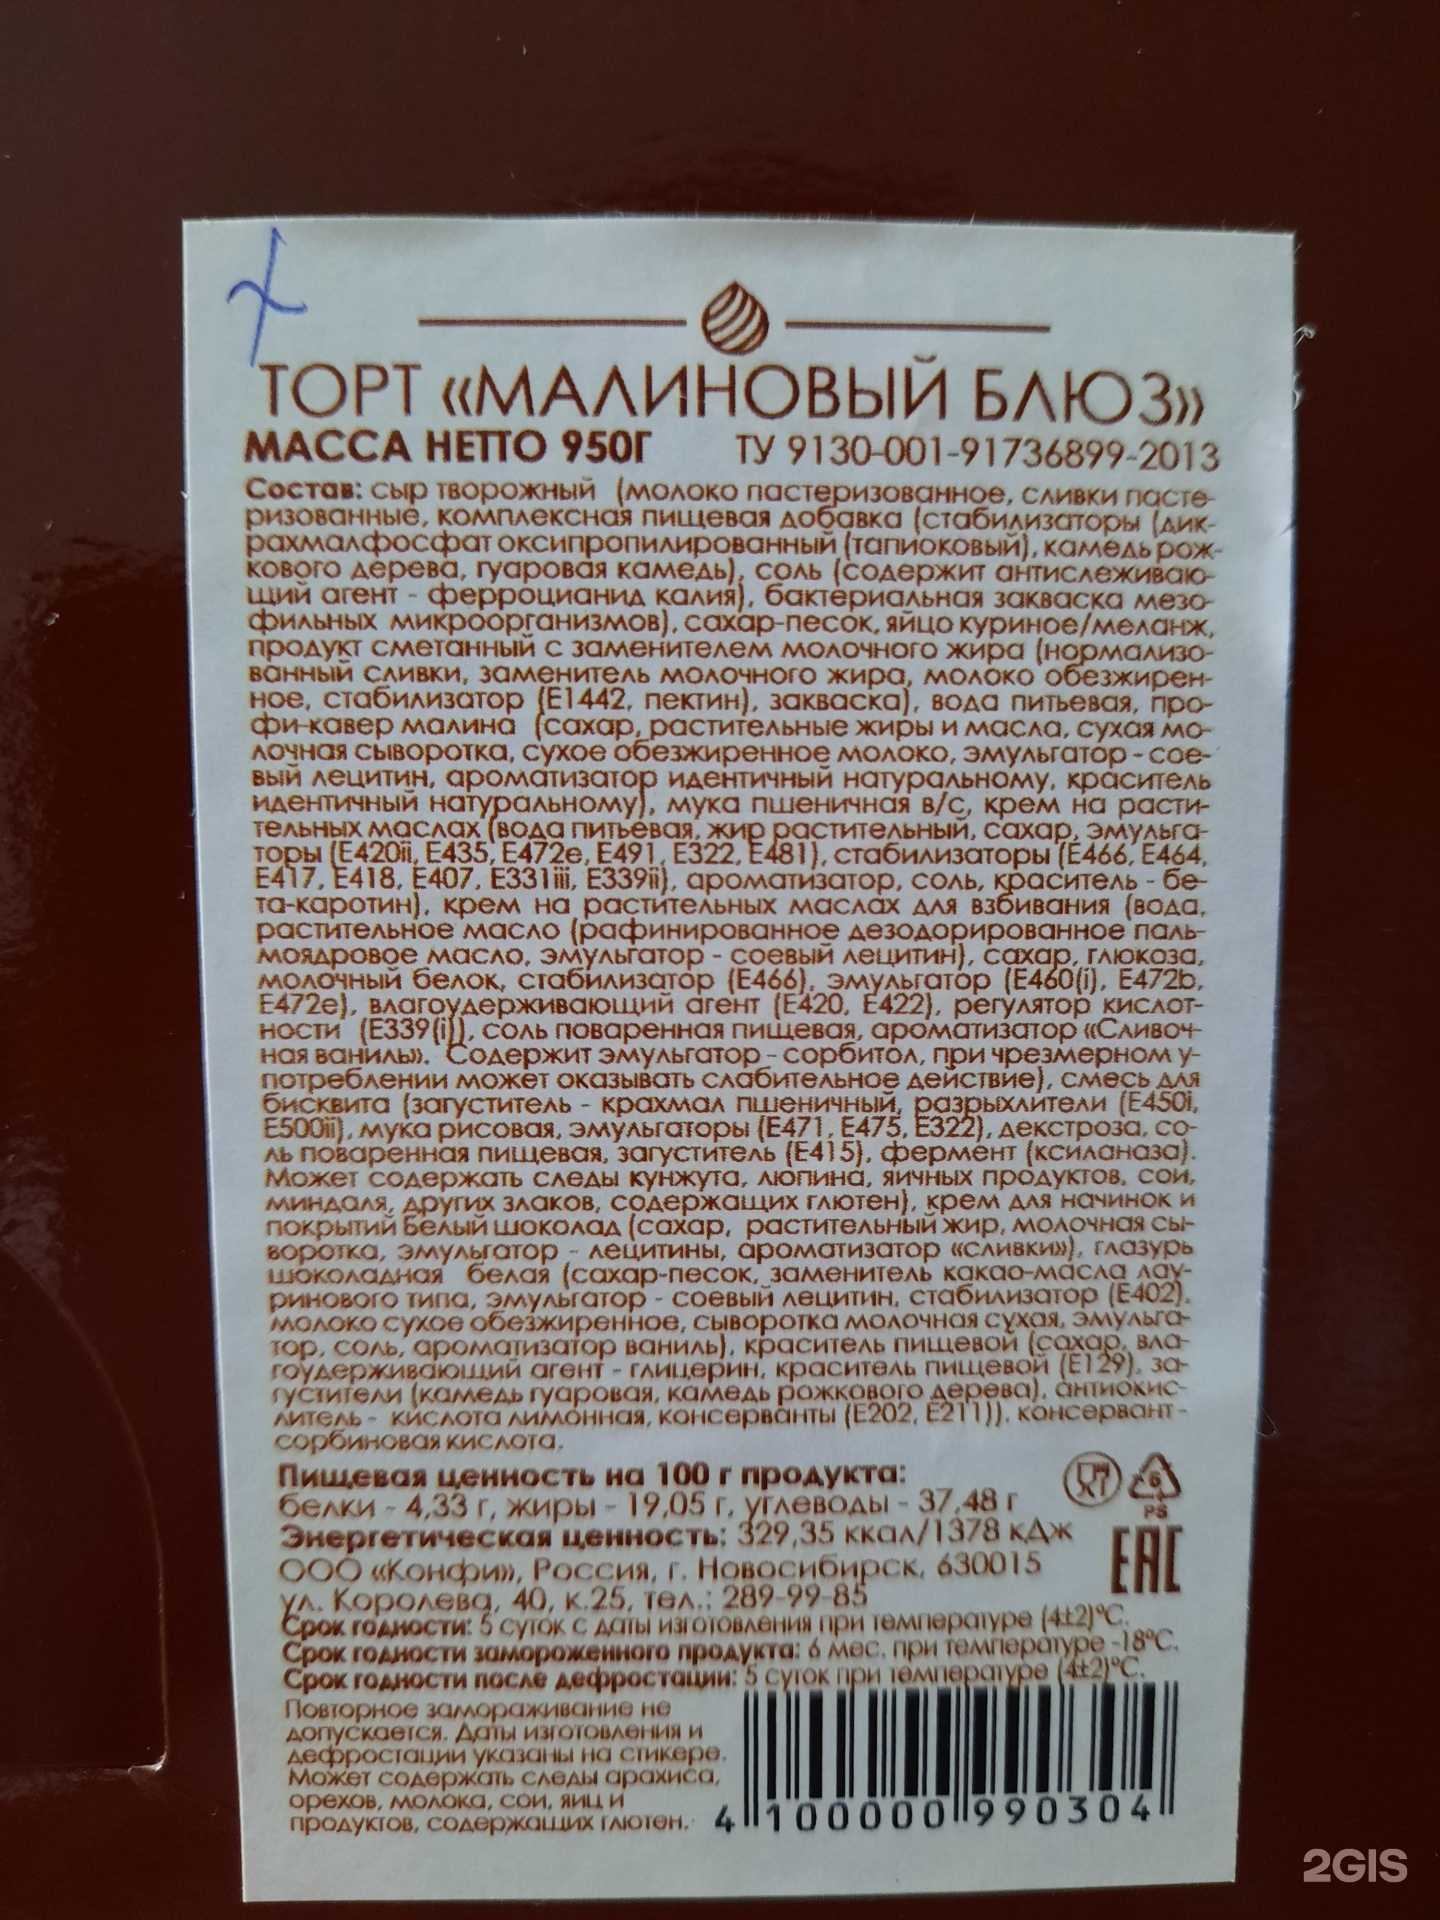 ТОРТ «МАЛИНОВЫЙ БЛЮЗ»
МАССА НЕТТО 950Г ТУ 9130-001-91736899-2013
Состав: сыр творожный (молоко пастеризованное, сливки пасте-
ризованные, комплексная пищевая добавка (стабилизаторы (дик-
рахмалфосфат оксипропилированный (тапиоковый), камедь рож-
кового дерева, гуаровая камедь), соль (содержит антислеживаю-
щий агент - ферроцианид калия), бактериальная закваска мезо-
фильных микроорганизмов), сахар-песок, яйцо куриное/меланж,
продукт сметанный с заменителем молочного жира (нормализо-
ванный сливки, заменитель молочного жира, молоко обезжирен-
ное, стабилизатор (Е1442, пектин), закваска), вода питьевая, про-
фи-кавер малина (сахар, растительные жиры и масла, сухая мо-
лочная сыворотка, сухое обезжиренное молоко, эмульгатор - сое-
вый лецитин, ароматизатор идентичный натуральному, краситель
идентичный натуральному), мука пшеничная в/с, крем на расти-
тельных маслах (вода питьевая, жир растительный, сахар, эмульга-
торы (Е420ii, Е435, Е472е, Е491, Е322, Е481), стабилизаторы (Е466, Е464,
Е417, Е418, Е407, Е331iii, Е339ii), ароматизатор, соль, краситель - бе-
та-каротин), крем на растительных маслах для взбивания (вода,
растительное масло (рафинированное дезодорированное паль-
моядровое масло, эмульгатор - соевый лецитин), сахар, глюкоза,
молочный белок, стабилизатор (Е466), эмульгатор (Е460(i), Е472b,
Е472е), влагоудерживающий агент (Е420, Е422), регулятор кислот-
ности (Е339(i)), соль поваренная пищевая, ароматизатор «Сливоч-
ная ваниль». Содержит эмульгатор - сорбитол, при чрезмерном у-
потреблении может оказывать слабительное действие), смесь для
бисквита (загуститель - крахмал пшеничный, разрыхлители (Е450i,
Е500ii), мука рисовая, эмульгаторы (Е471, Е475, Е322), декстроза, со-
ль поваренная пищевая, загуститель (Е415), фермент (ксиланаза).
Может содержать следы кунжута, люпина, яичных продуктов, сои,
миндаля, других злаков, содержащих глютен), крем для начинок и
покрытий Белый шоколад (сахар, растительный жир, молочная сы-
воротка, эмульгатор - лецитины, ароматизатор «сливки»), глазурь
шоколадная белая (сахар-песок, заменитель какао-масла лау-
ринового типа, эмульгатор - соевый лецитин, стабилизатор (Е402),
молоко сухое обезжиренное, сыворотка молочная сухая, эмульга-
тор, соль, ароматизатор ваниль), краситель пищевой (сахар, вла-
гоудерживающий агент - глицерин, краситель пищевой (Е129), за-
густители (камедь гуаровая, камедь рожкового дерева), антиокис-
литель - кислота лимонная, консерванты (Е202, Е211)), консервант -
сорбиновая кислота.
Пищевая ценность на 100 г продукта:
белки - 4,33 г, жиры - 19,05 г, углеводы - 37,48 г
Энергетическая ценность: 329,35 ккал/1378 кДж
6
PS
ЕАС
ООО «Конфи», Россия, г. Новосибирск, 630015
ул. Королева, 40, к.25, тел.: 289-99-85
Срок годности: 5 суток с даты изготовления при температуре (4±2)°С.
Срок годности замороженного продукта: 6 мес. при температуре -18°С.
Срок годности после дефростации: 5 суток при температуре (4±2)°С.
Повторное замораживание не
допускается. Даты изготовления и
дефростации указаны на стикере.
Может содержать следы арахиса,
орехов, молока, сои, яиц и
продуктов, содержащих глютен.
4 100000 990304
2GIS